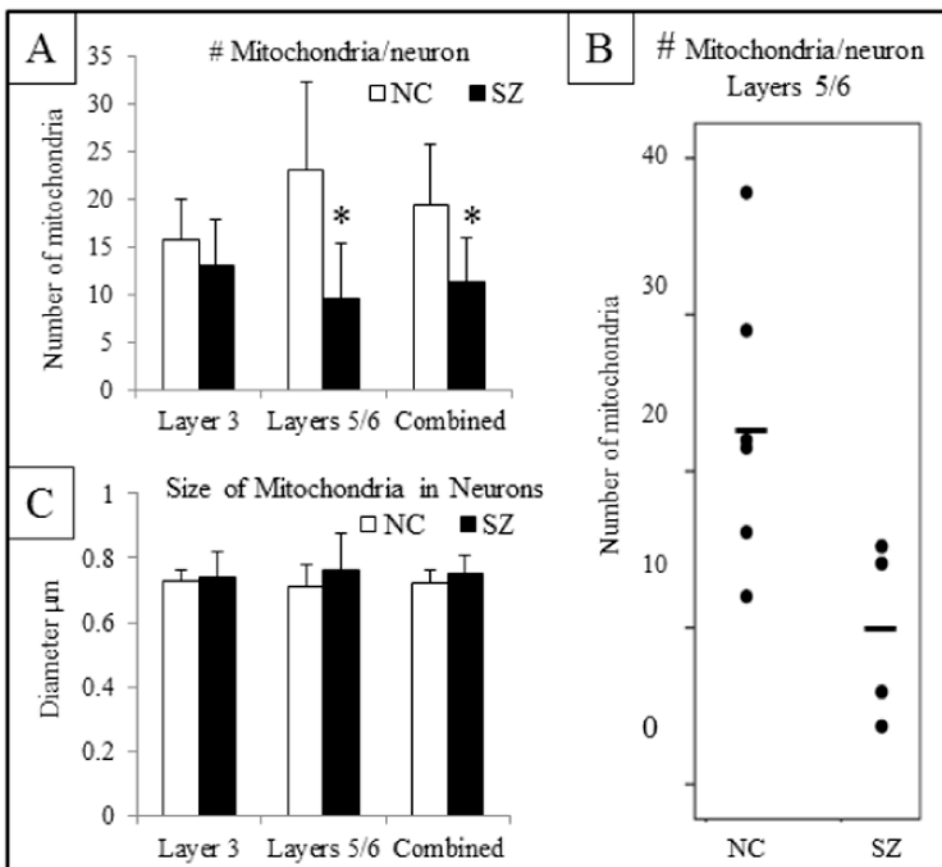 A
# Mitochondria/neuron
NC SZ
Number of mitochondria
35
30
25
20
15
10
5
0
* *
Layer 3 Layers 5/6 Combined
B
# Mitochondria/neuron
Layers 5/6
Number of mitochondria
40
30
20
10
0
NC SZ
C
Size of Mitochondria in Neurons
NC SZ
Diameter µm
1
0.8
0.6
0.4
0.2
0
Layer 3 Layers 5/6 Combined